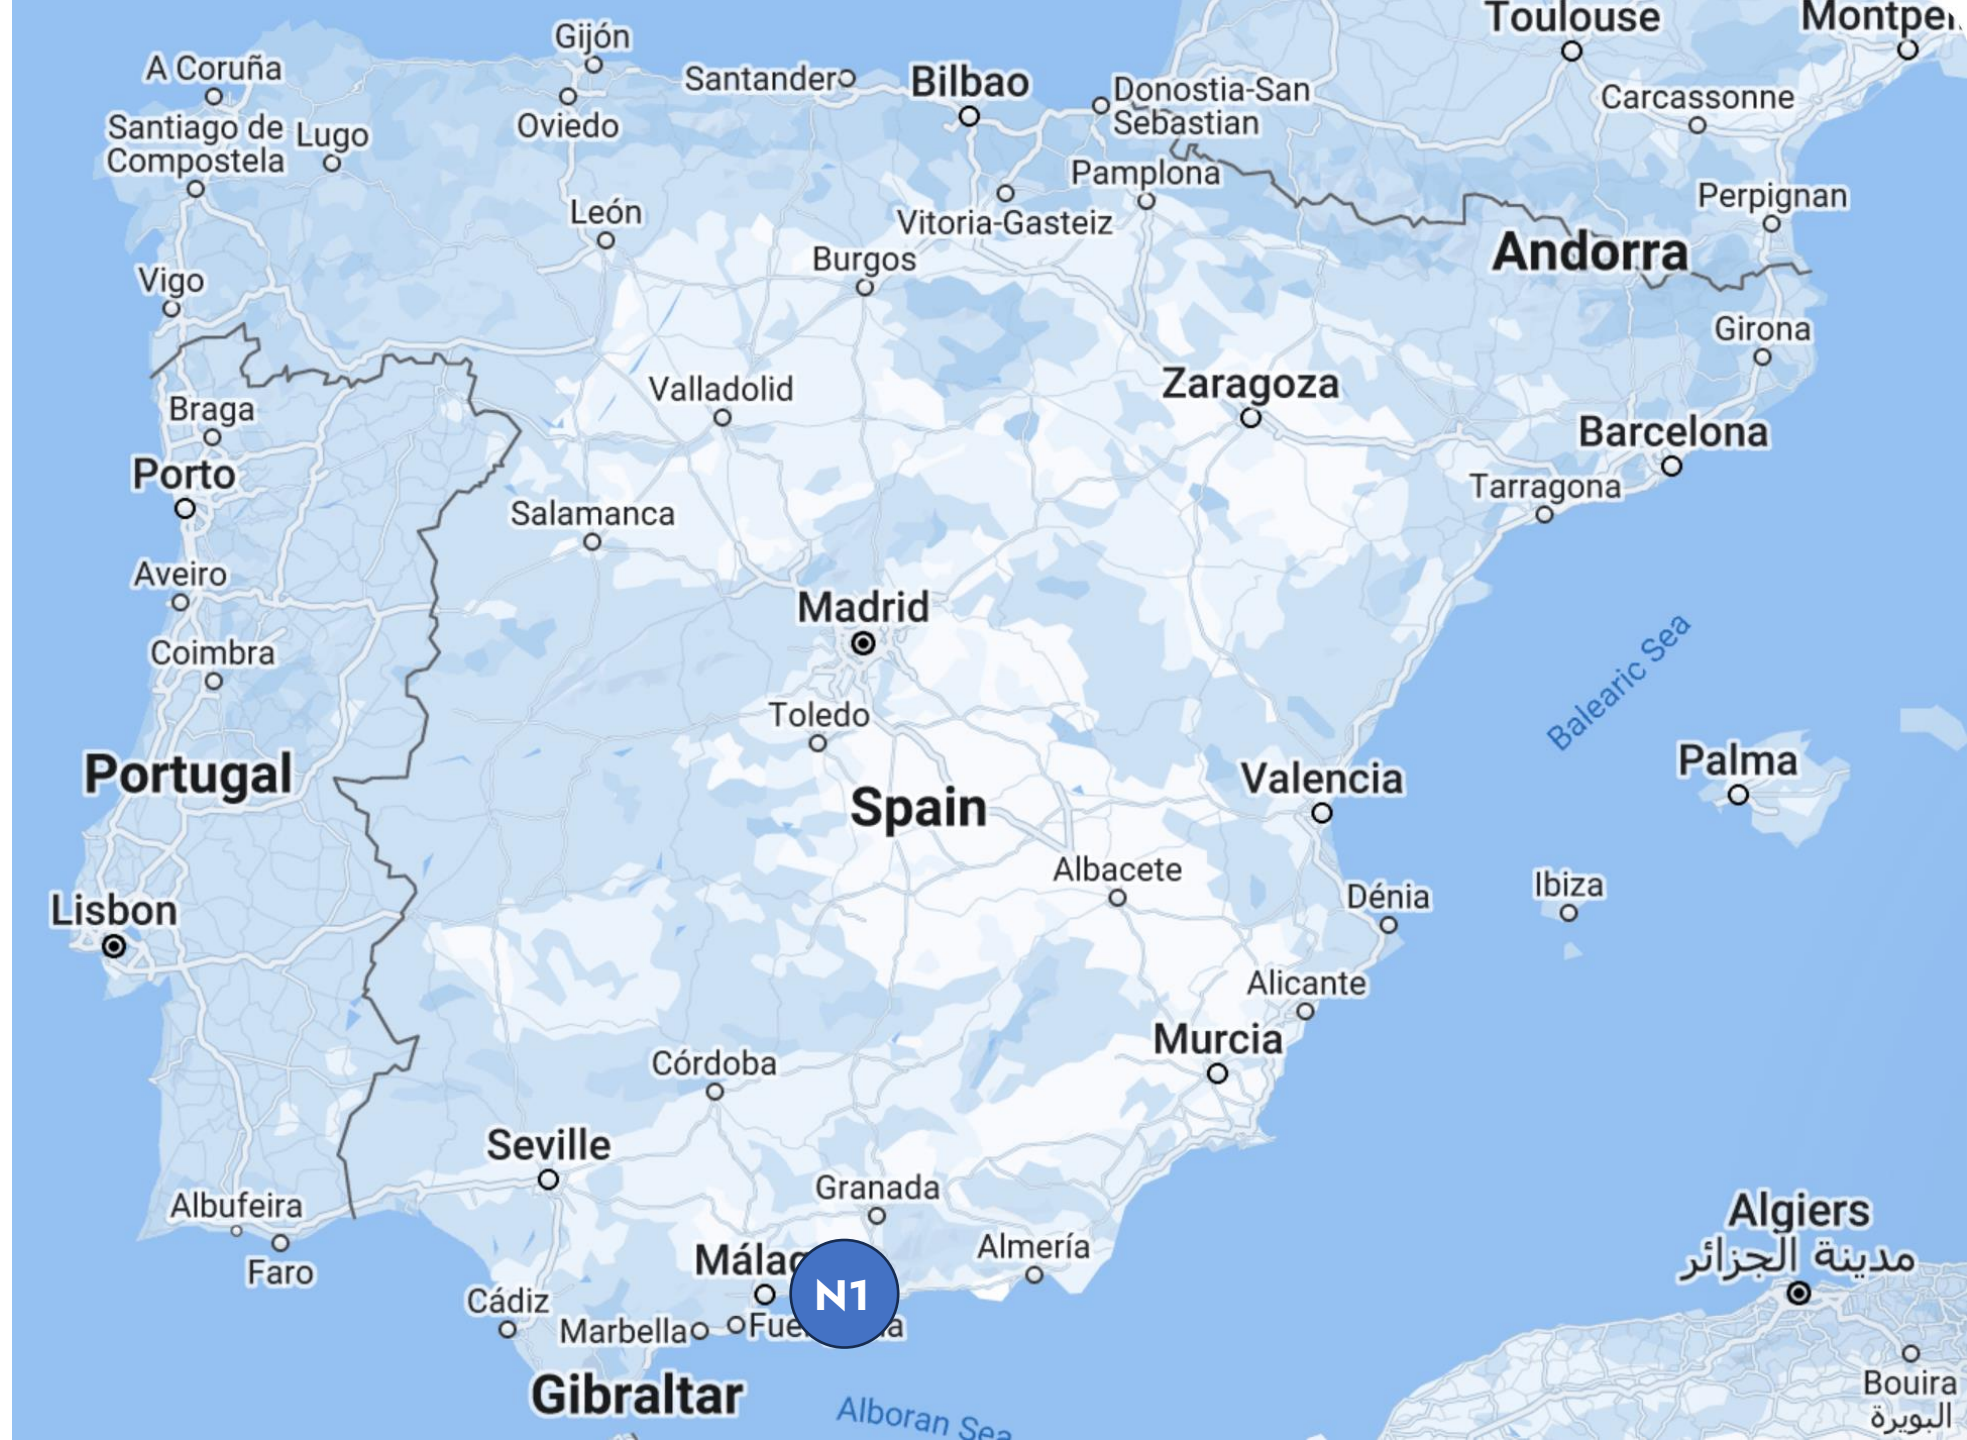 Toulouse
Gijón
A Coruña
Santander
Bilbao
Donostia-San
Sebastian
Carcassonne
Santiago de
Compostela
Lugo
Oviedo
Pamplona
Perpignan
León
Vitoria-Gasteiz
Andorra
Burgos
Vigo
Girona
Valladolid
Zaragoza
Braga
Barcelona
Porto
Tarragona
Salamanca
Aveiro
Madrid
Coimbra
Balearic Sea
Toledo
Portugal
Spain
Valencia
Palma
Albacete
Ibiza
Dénia
Lisbon
Alicante
Murcia
Córdoba
Seville
Granada
Albufeira
Algiers
مدينة الجزائر
Almería
Faro
N1
Cádiz
Marbella
Gibraltar
Bouira
البويرة
Alboran Sea